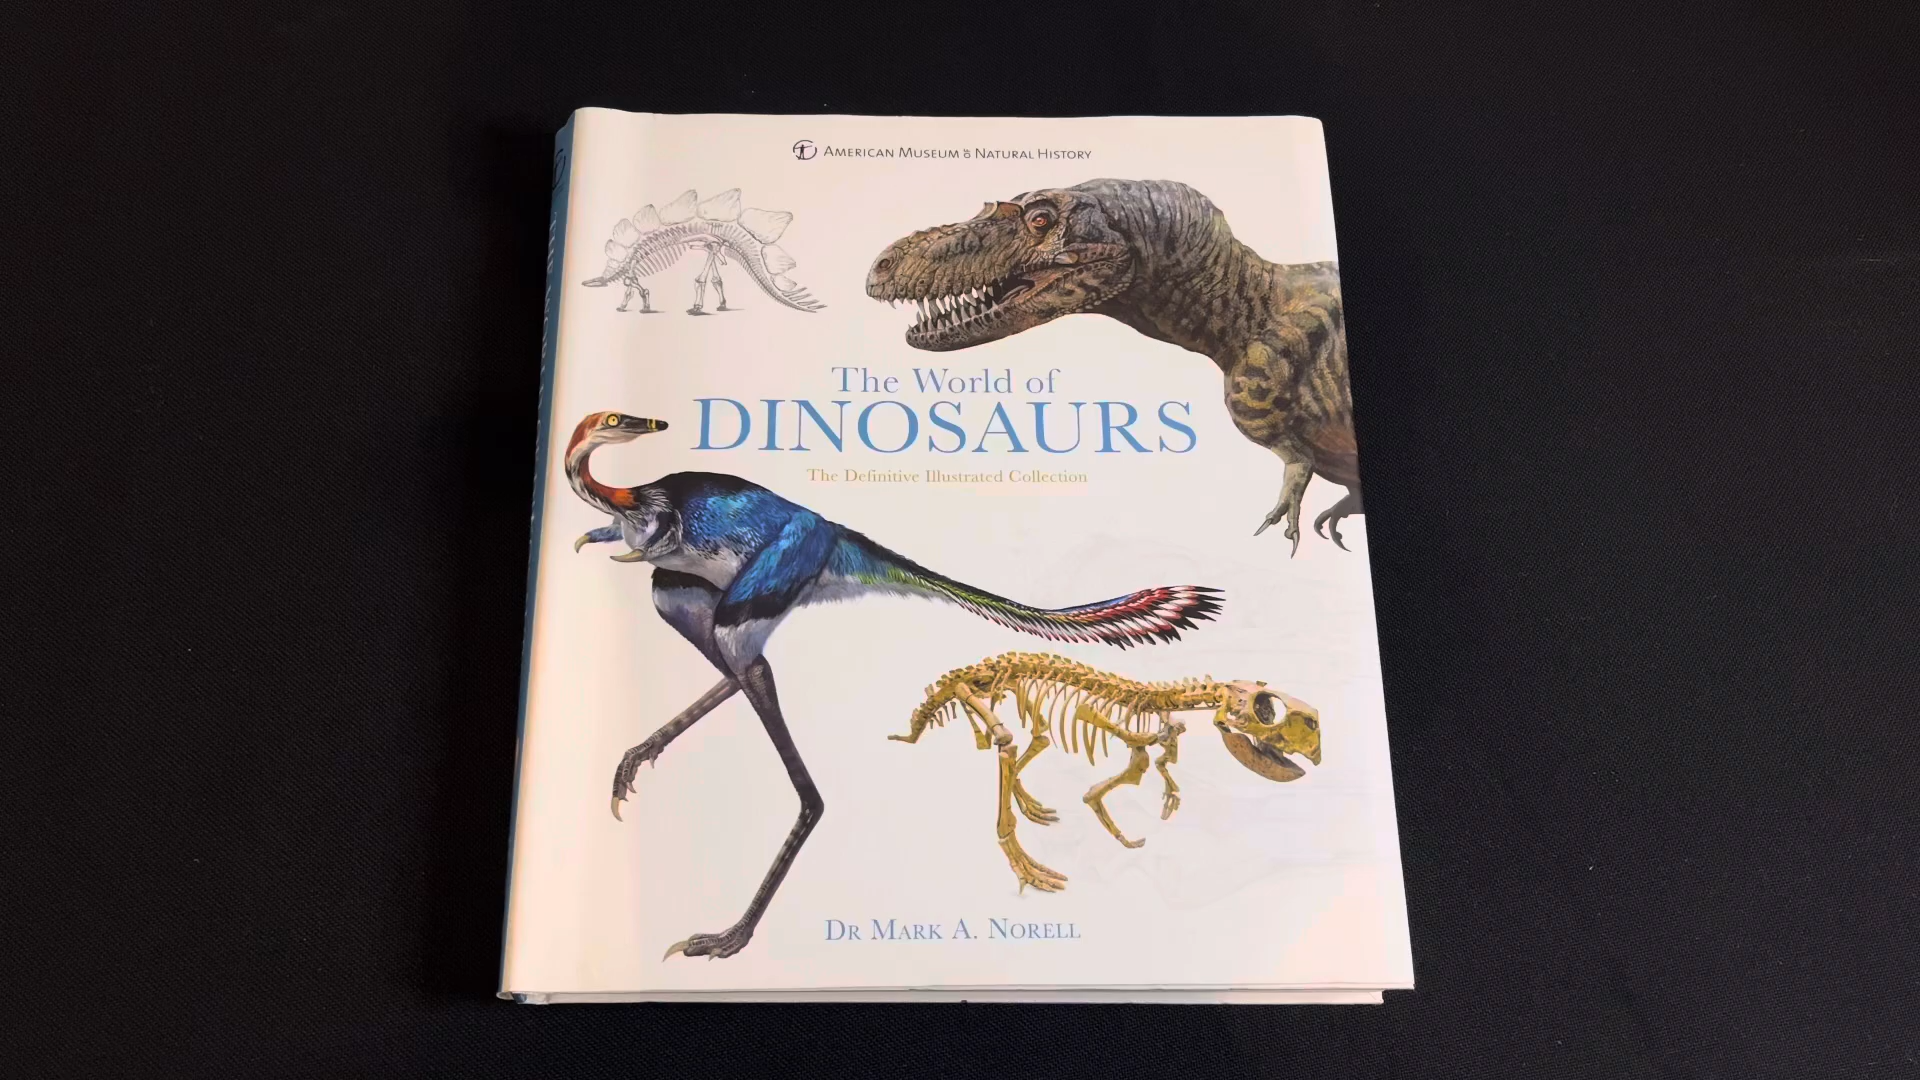 AMERICAN MUSEUM OF NATURAL HISTORY
The World of
DINOSAURS
The Definitive Illustrated Collection
DR MARK A. NORELL